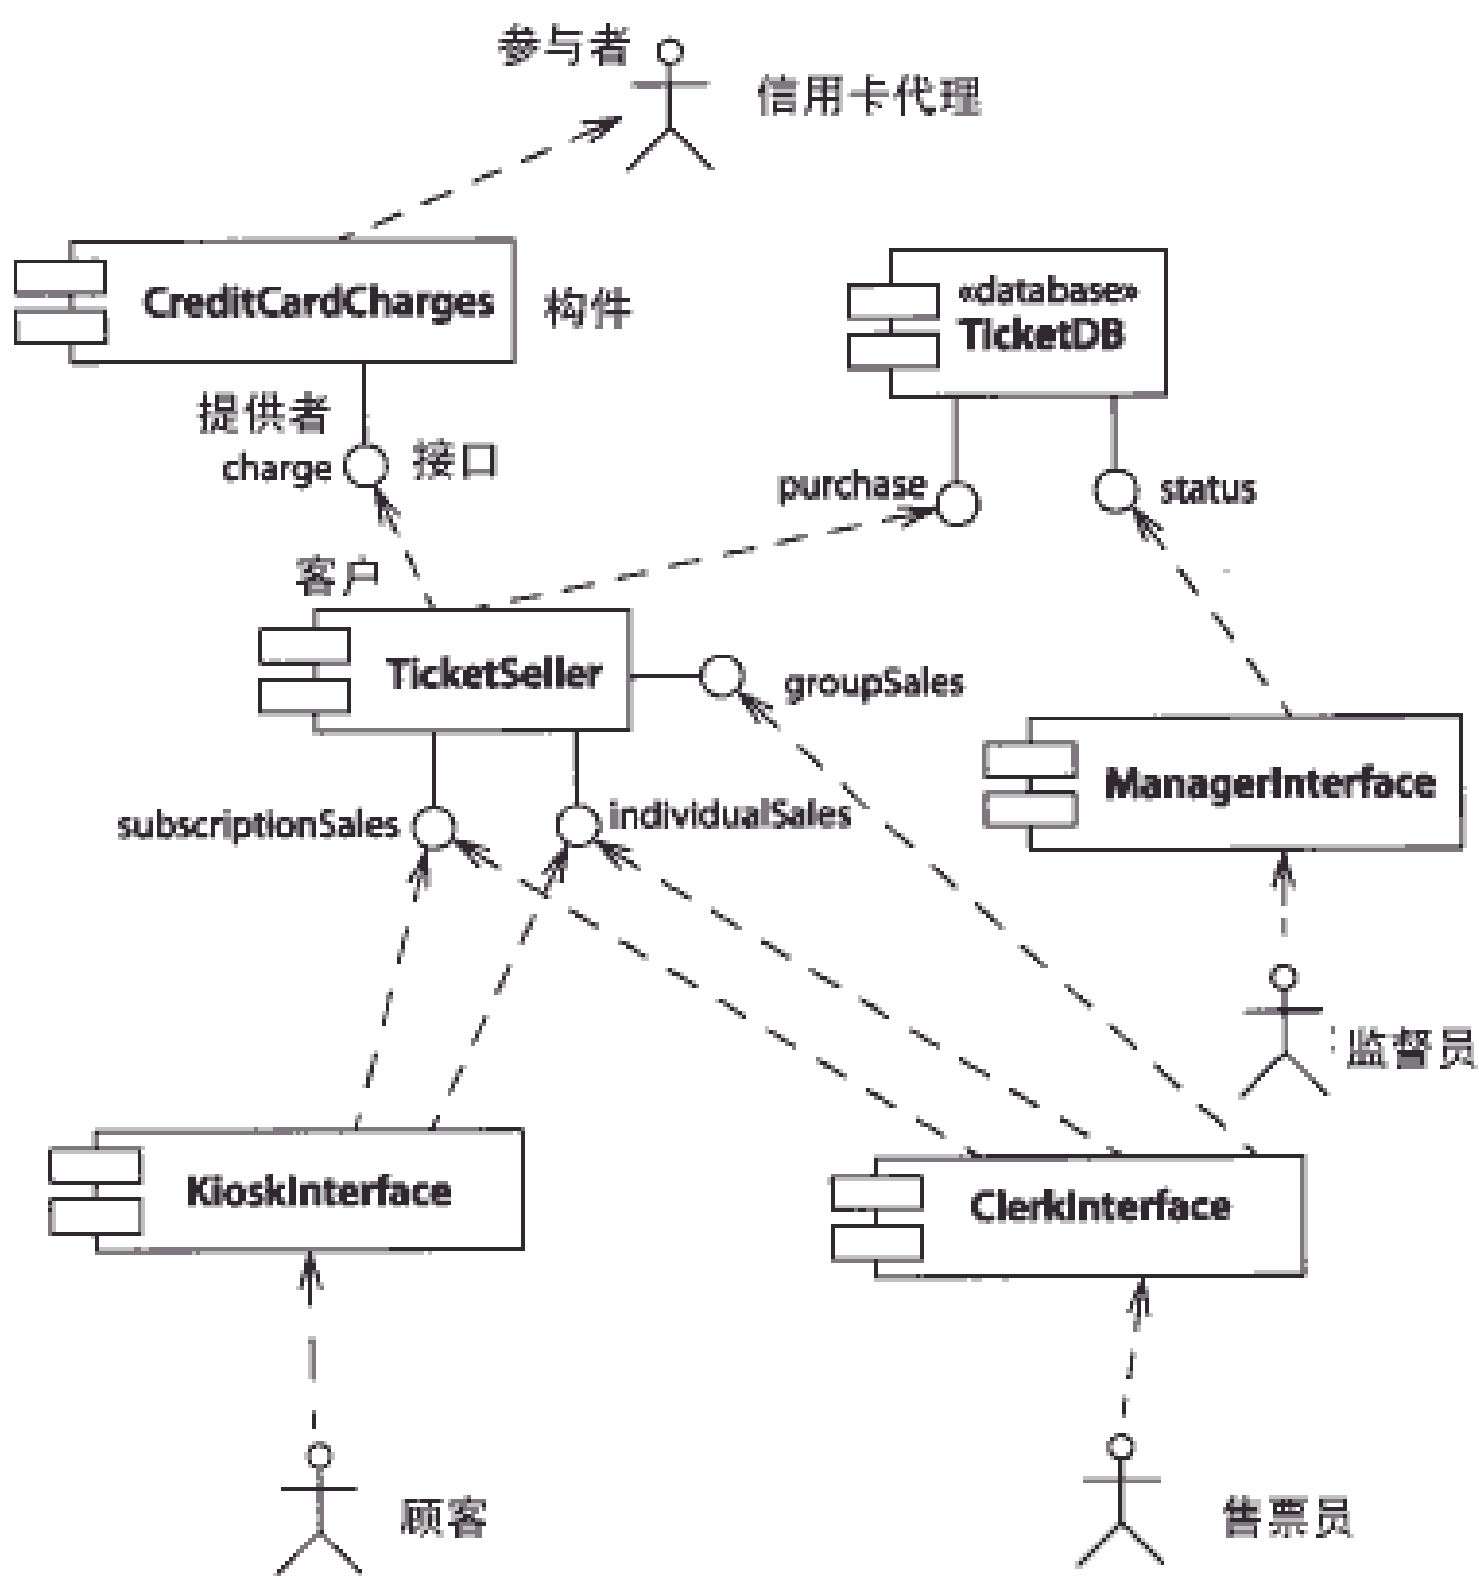 参与者
信用卡代理
CreditCardCharges
构件
«database»
TicketDB
提供者
charge
接口
purchase
status
客户
TicketSeller
groupSales
ManagerInterface
subscriptionSales
individualSales
监督员
KioskInterface
ClerkInterface
顾客
售票员